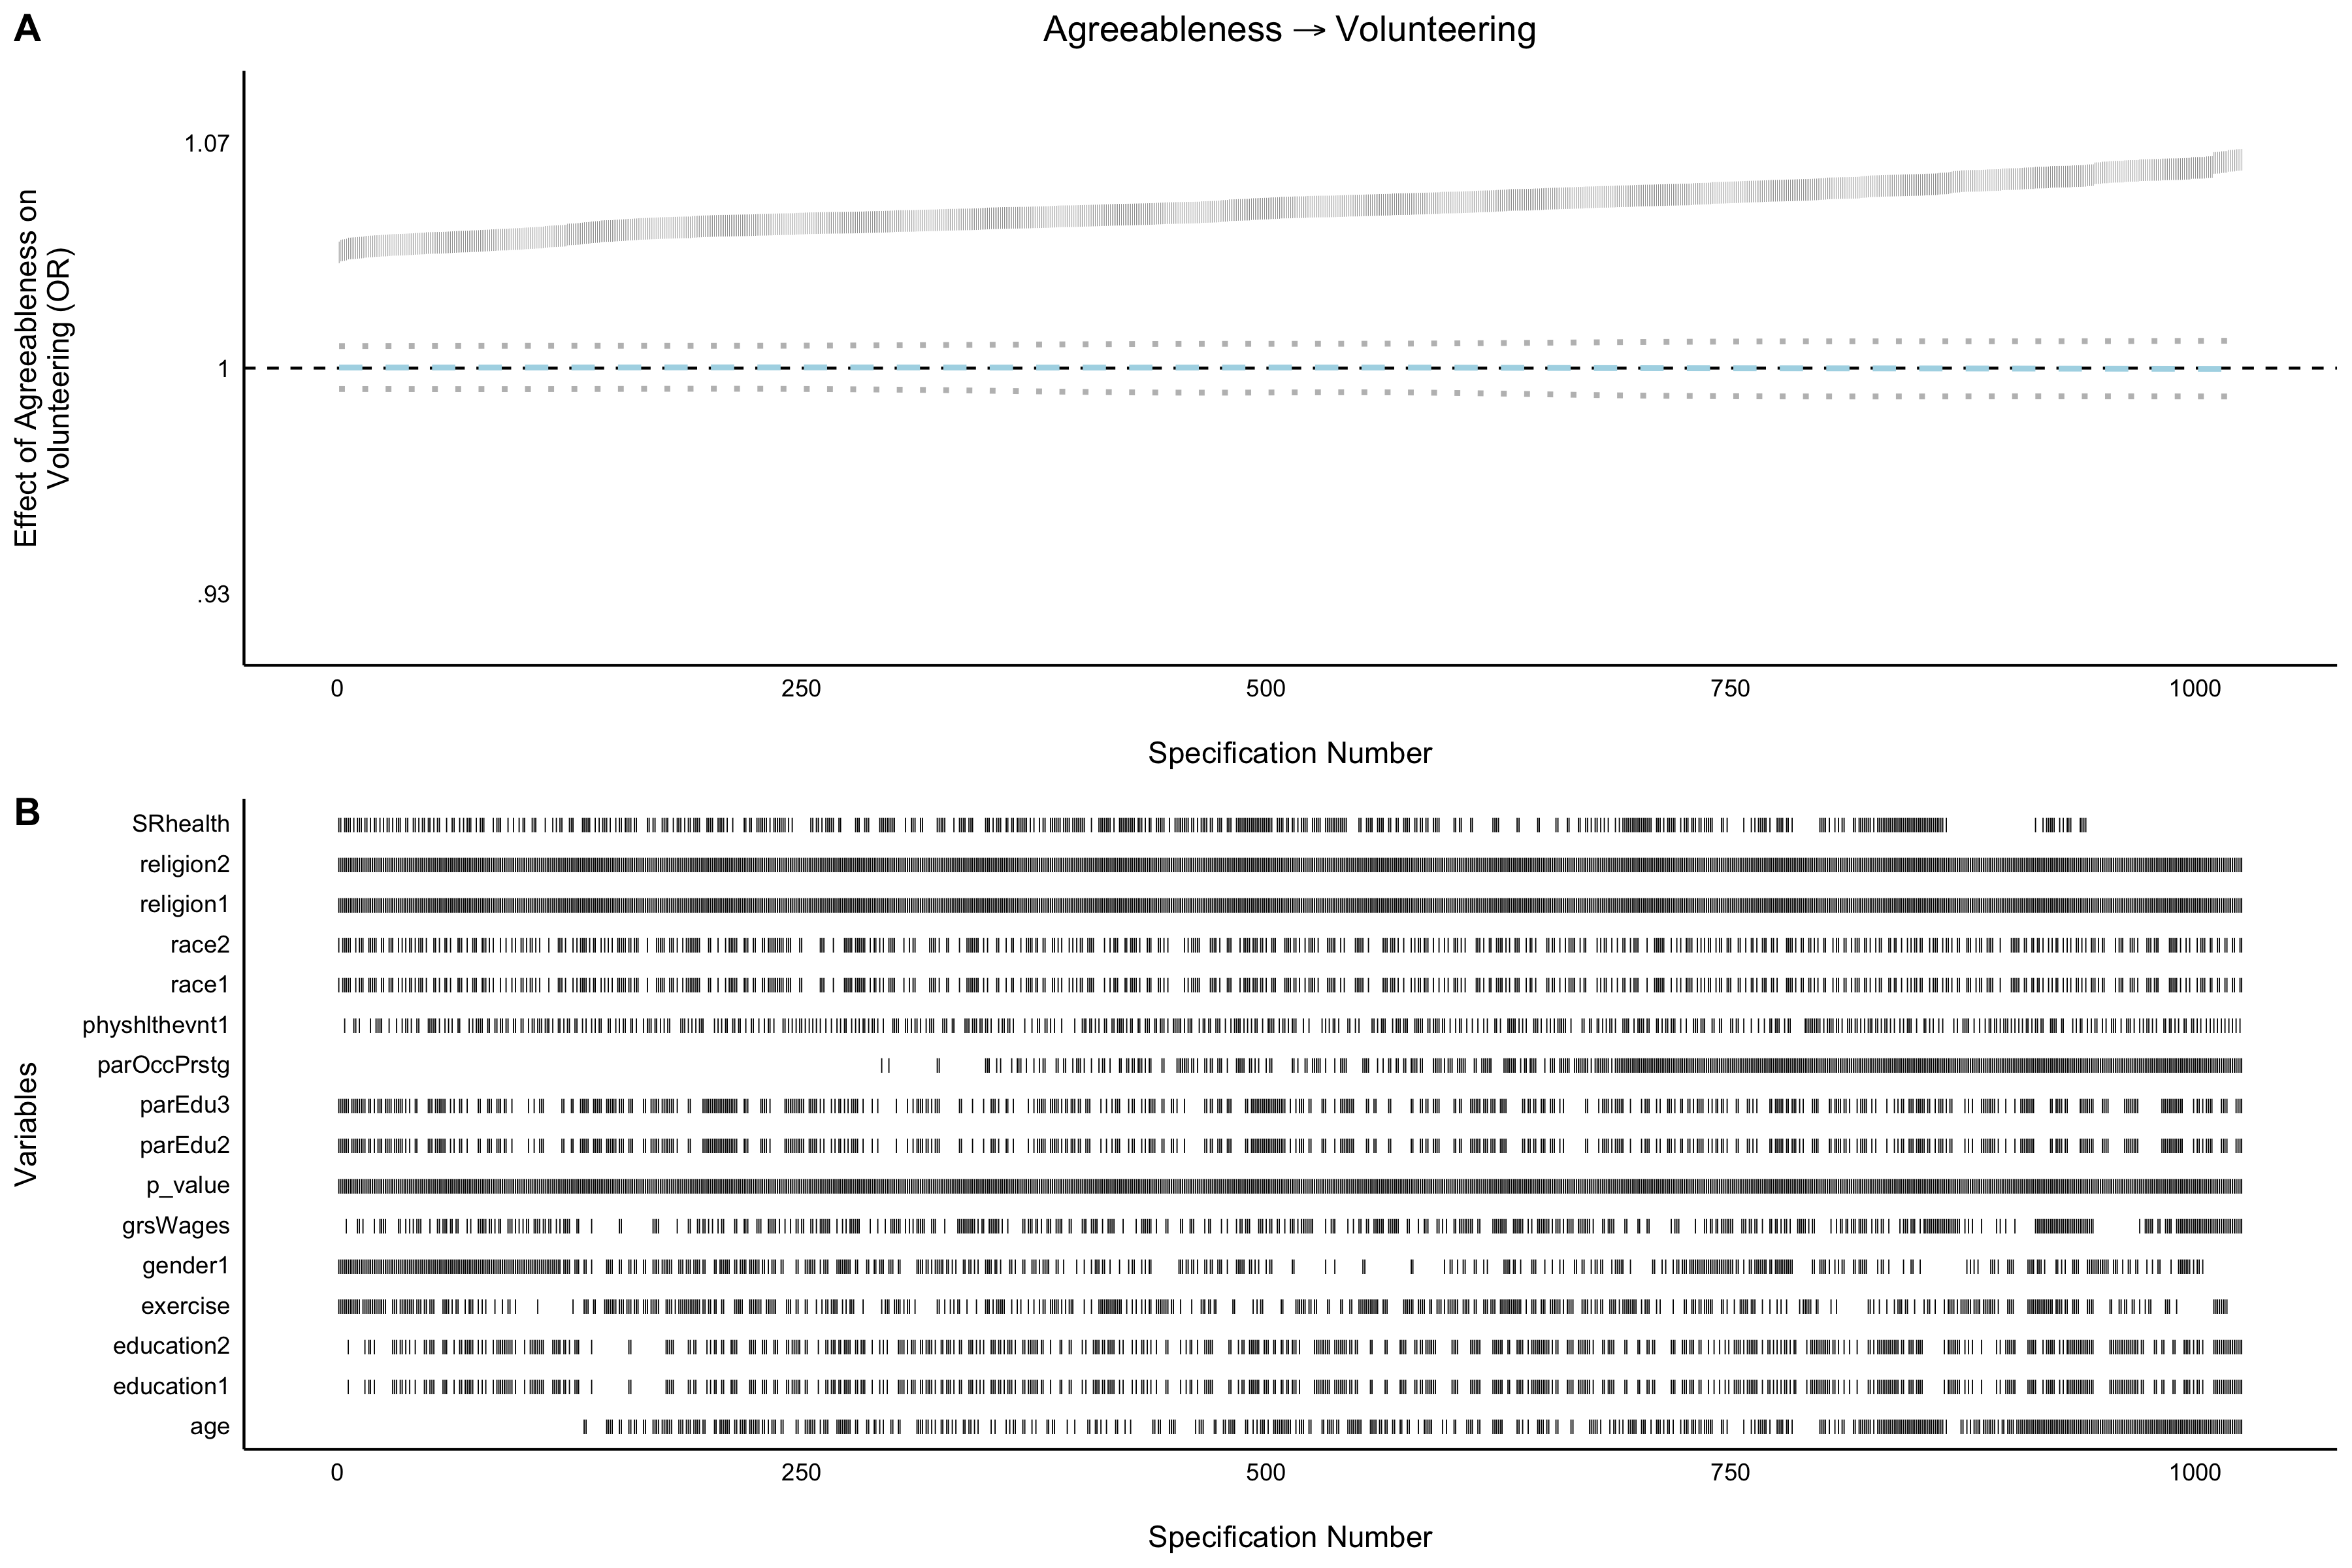 A
Agreeableness → Volunteering
Effect of Agreeableness on
Volunteering (OR)
1.07
1
.93
0 250 500 750 1000
Specification Number
B
Variables
SRhealth
religion2
religion1
race2
race1
physhlthevnt1
parOccPrstg
parEdu3
parEdu2
p_value
grsWages
gender1
exercise
education2
education1
age
0 250 500 750 1000
Specification Number